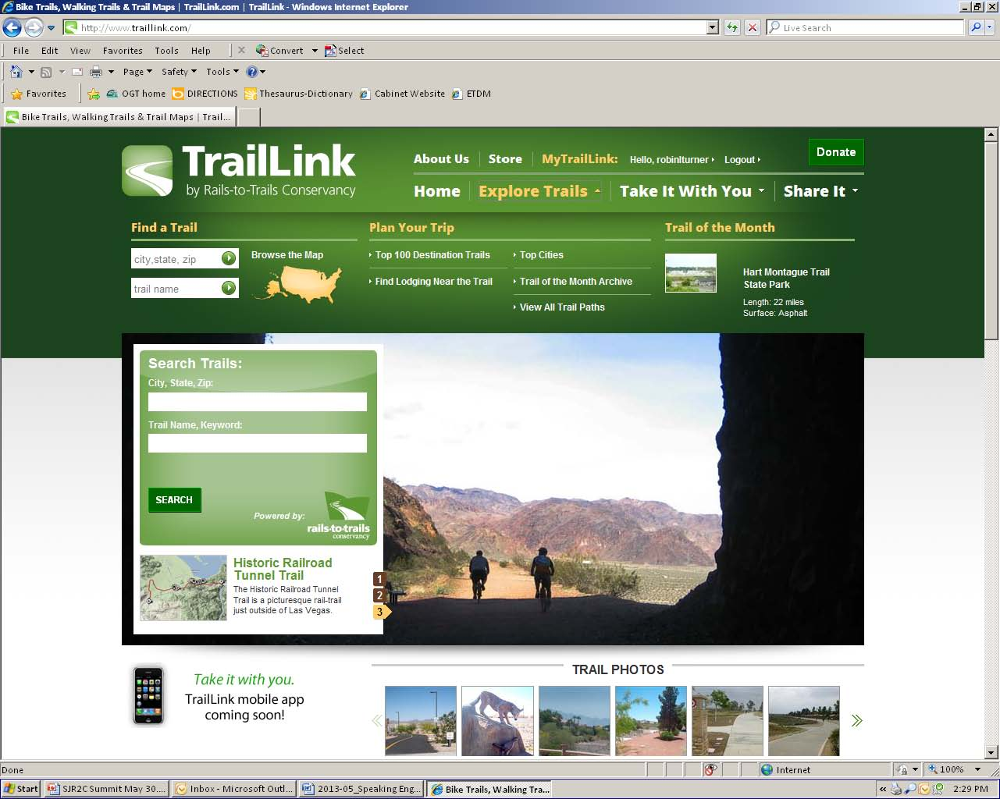 Bike Trails, Walking Trails & Trail Maps | TrailLink.com | TrailLink - Windows Internet Explorer
http://www.traillink.com/
Live Search
File Edit View Favorites Tools Help
Convert Select
Page Safety Tools
Favorites OGT home DIRECTIONS Thesaurus-Dictionary Cabinet Website ETDM
Bike Trails, Walking Trails & Trail Maps | Trail...
TrailLink
by Rails-to-Trails Conservancy
About Us Store MyTrailLink: Hello, robinlturner Logout
Donate
Home Explore Trails Take It With You Share It
Find a Trail
city,state, zip
trail name
Browse the Map
Plan Your Trip
Top 100 Destination Trails
Find Lodging Near the Trail
Top Cities
Trail of the Month Archive
View All Trail Paths
Trail of the Month
Hart Montague Trail
State Park
Length: 22 miles
Surface: Asphalt
Search Trails:
City, State, Zip:
Trail Name, Keyword:
SEARCH
Powered by:
rails-to-trails
conservancy
Historic Railroad
Tunnel Trail
The Historic Railroad Tunnel
Trail is a picturesque rail-trail
just outside of Las Vegas.
1
2
3
Take it with you.
TrailLink mobile app
coming soon!
TRAIL PHOTOS
Done
Internet
100%
Start
SJR2C Summit May 30....
Inbox - Microsoft Outl...
2013-05_Speaking Eng...
Bike Trails, Walking Tra...
2:29 PM